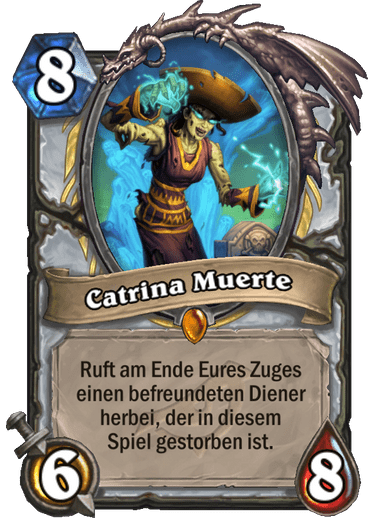 8
Catrina Muerte
Ruft am Ende Eures Zuges
einen befreundeten Diener
herbei, der in diesem
Spiel gestorben ist.
6
8